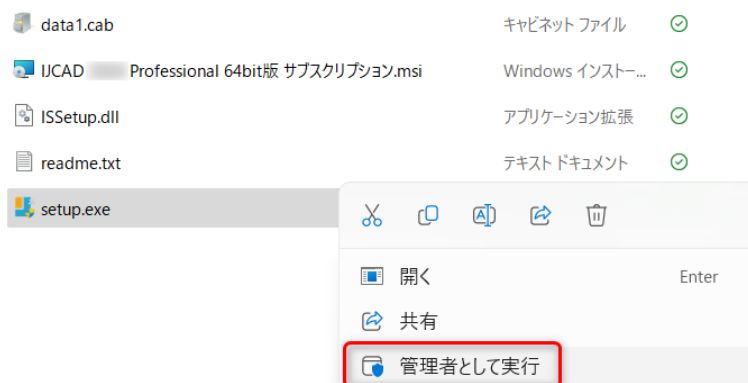 data1.cab キャビネット ファイル
IJCAD Professional 64bit版 サブスクリプション.msi Windows インストー...
ISSetup.dll アプリケーション拡張
readme.txt テキスト ドキュメント
setup.exe
開く Enter
共有
管理者として実行